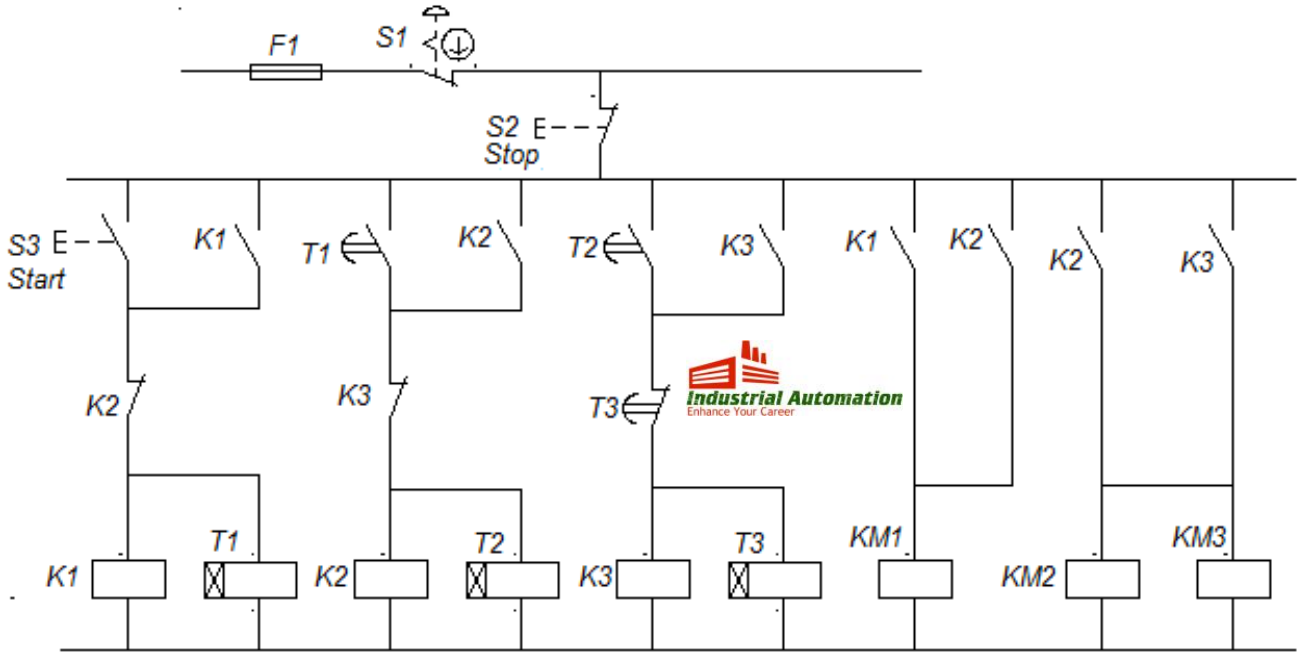 F1
S1
S2 E
Stop
S3 E
Start
K1
T1
K2
T2
K3
K1
K2
K2
K3
K2
K3
T3
Industrial Automation
Enhance Your Career
K1
T1
K2
T2
K3
T3
KM1
KM2
KM3